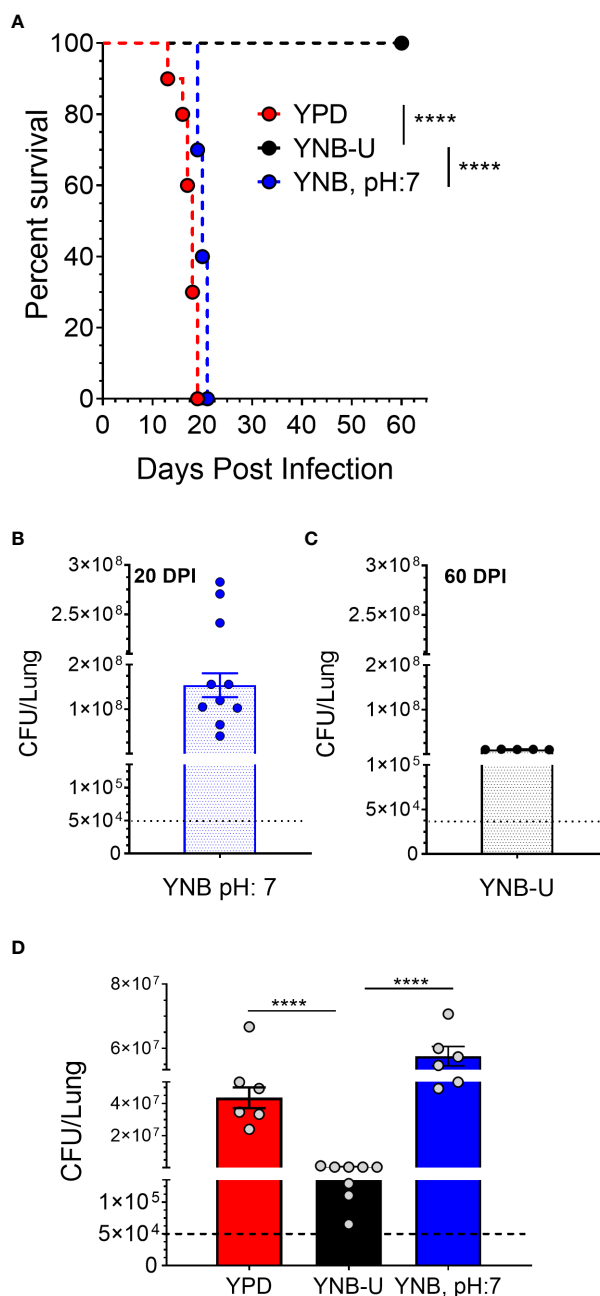 A
100
80
60
40
20
0
Percent survival
0 10 20 30 40 50 60
Days Post Infection
YPD
YNB-U
YNB, pH:7
****
****
B
20 DPI
3×10⁸
2.5×10⁸
2×10⁸
1×10⁸
1×10⁵
5×10⁴
0
CFU/Lung
YNB pH: 7
C
60 DPI
3×10⁸
2.5×10⁸
2×10⁸
1×10⁸
1×10⁵
5×10⁴
0
CFU/Lung
YNB-U
D
8×10⁷
6×10⁷
4×10⁷
2×10⁷
1×10⁵
5×10⁴
0
CFU/Lung
**** ****
YPD YNB-U YNB, pH:7